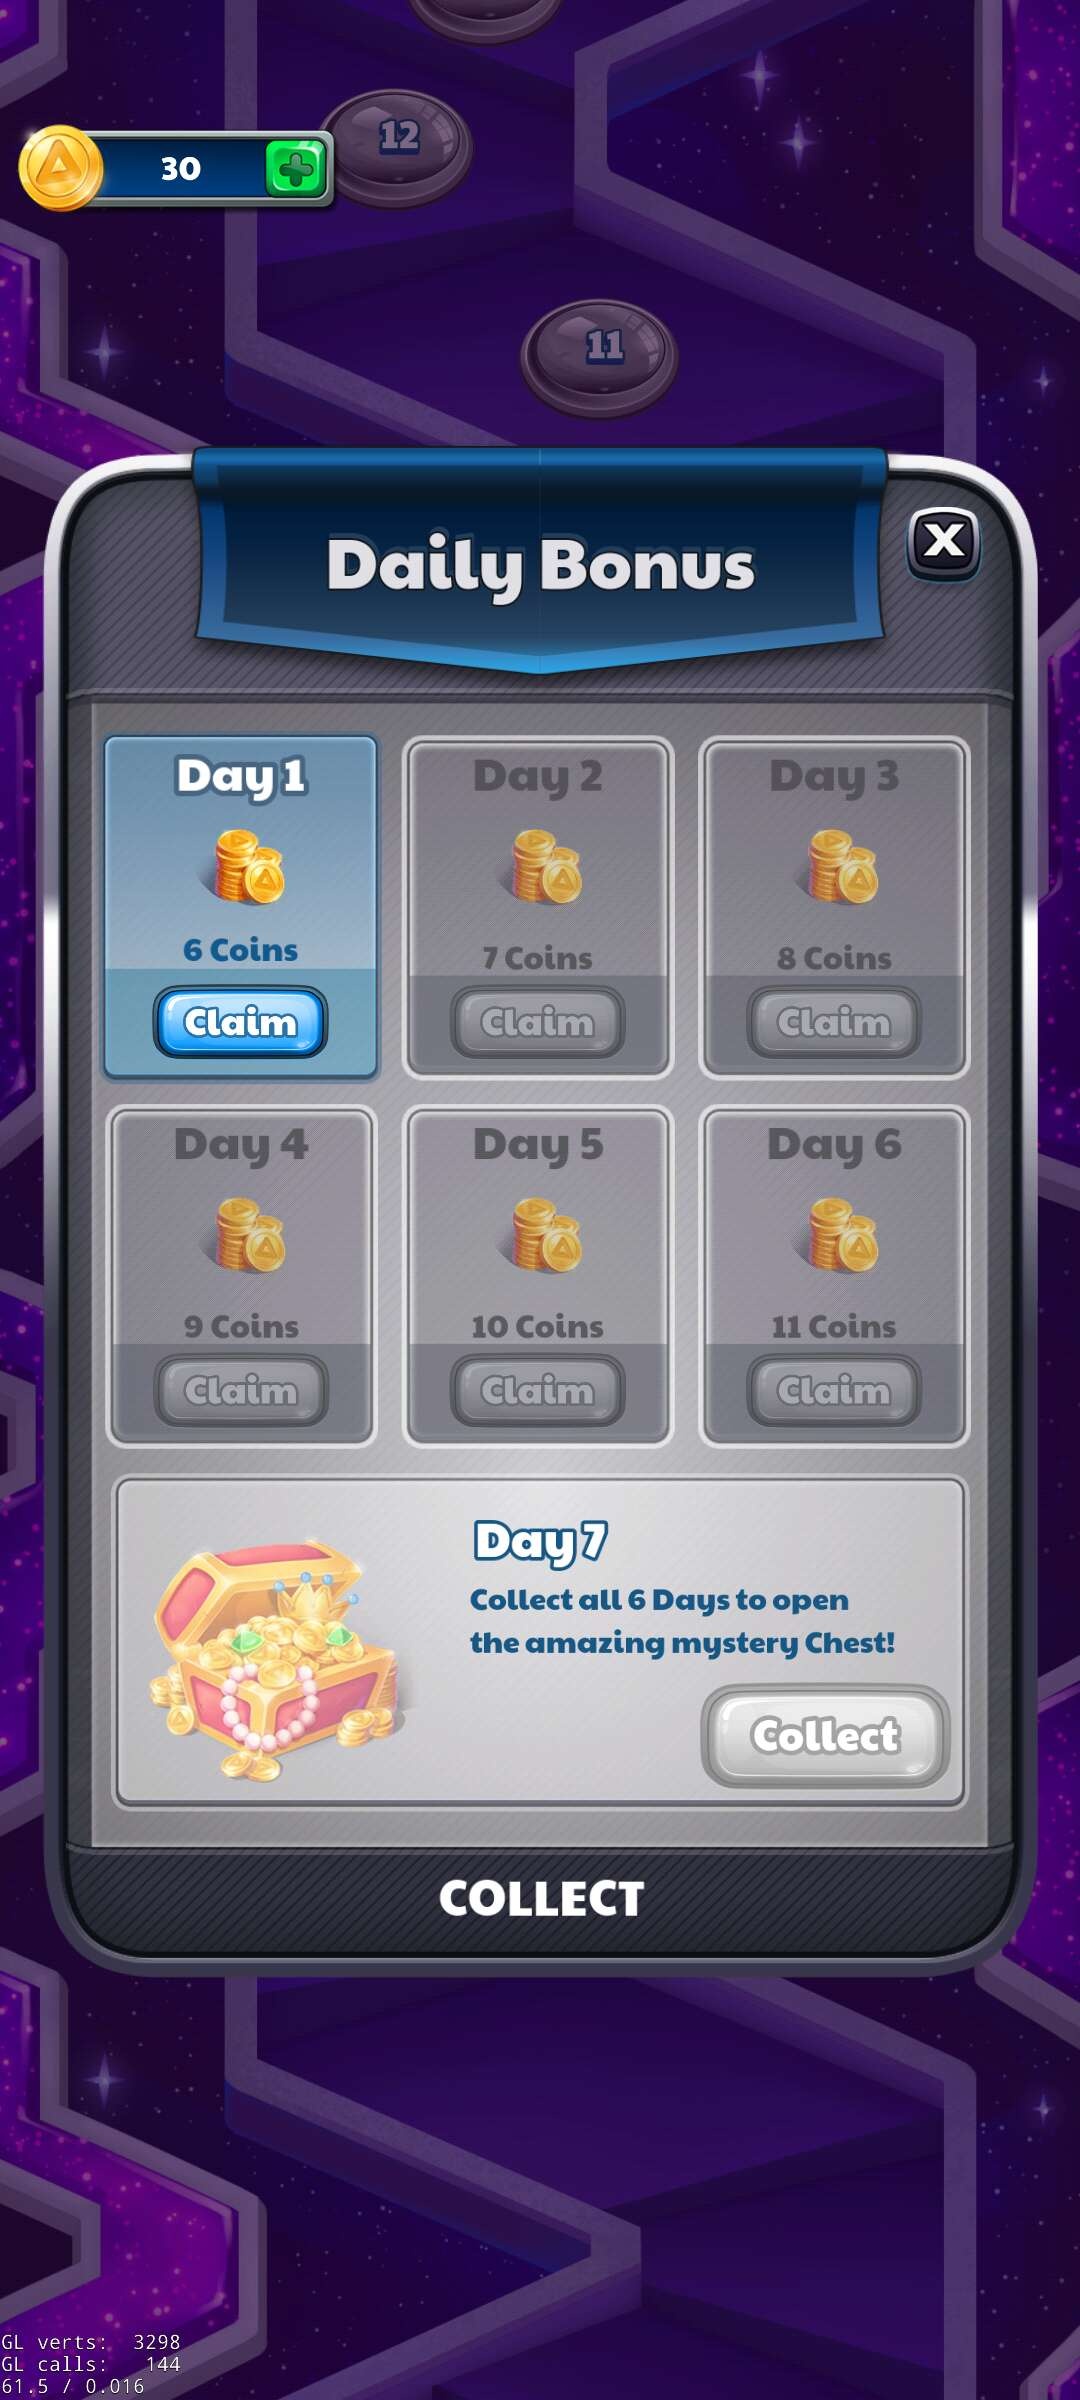 12
30
11
Daily Bonus
X
Day 1
6 Coins
Claim
Day 2
7 Coins
Claim
Day 3
8 Coins
Claim
Day 4
9 Coins
Claim
Day 5
10 Coins
Claim
Day 6
11 Coins
Claim
Day 7
Collect all 6 Days to open
the amazing mystery Chest!
Collect
COLLECT
GL verts: 3298
GL calls: 144
61.5 / 0.016